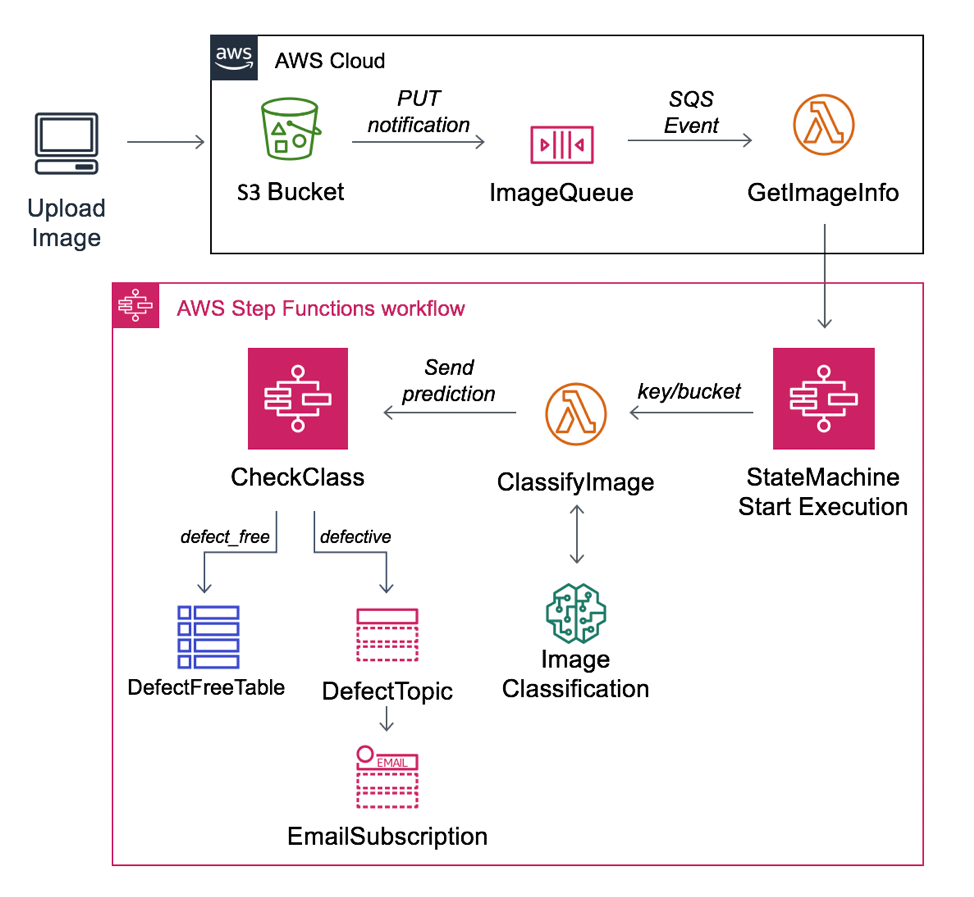 aws
AWS Cloud
PUT
notification
SQS
Event
S3 Bucket
ImageQueue
GetImageInfo
Upload
Image
AWS Step Functions workflow
Send
prediction
key/bucket
CheckClass
ClassifyImage
StateMachine
Start Execution
defect_free
defective
Image
Classification
DefectFreeTable
DefectTopic
EMAIL
EmailSubscription